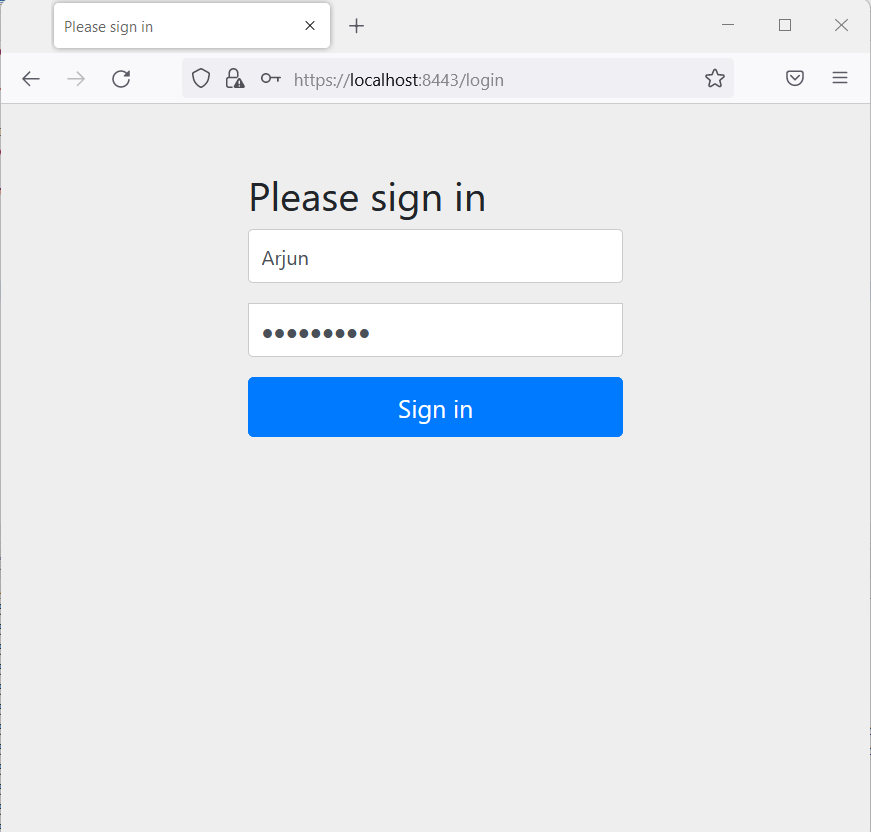 Please sign in
https://localhost:8443/login
Please sign in
Arjun
●●●●●●●●●
Sign in